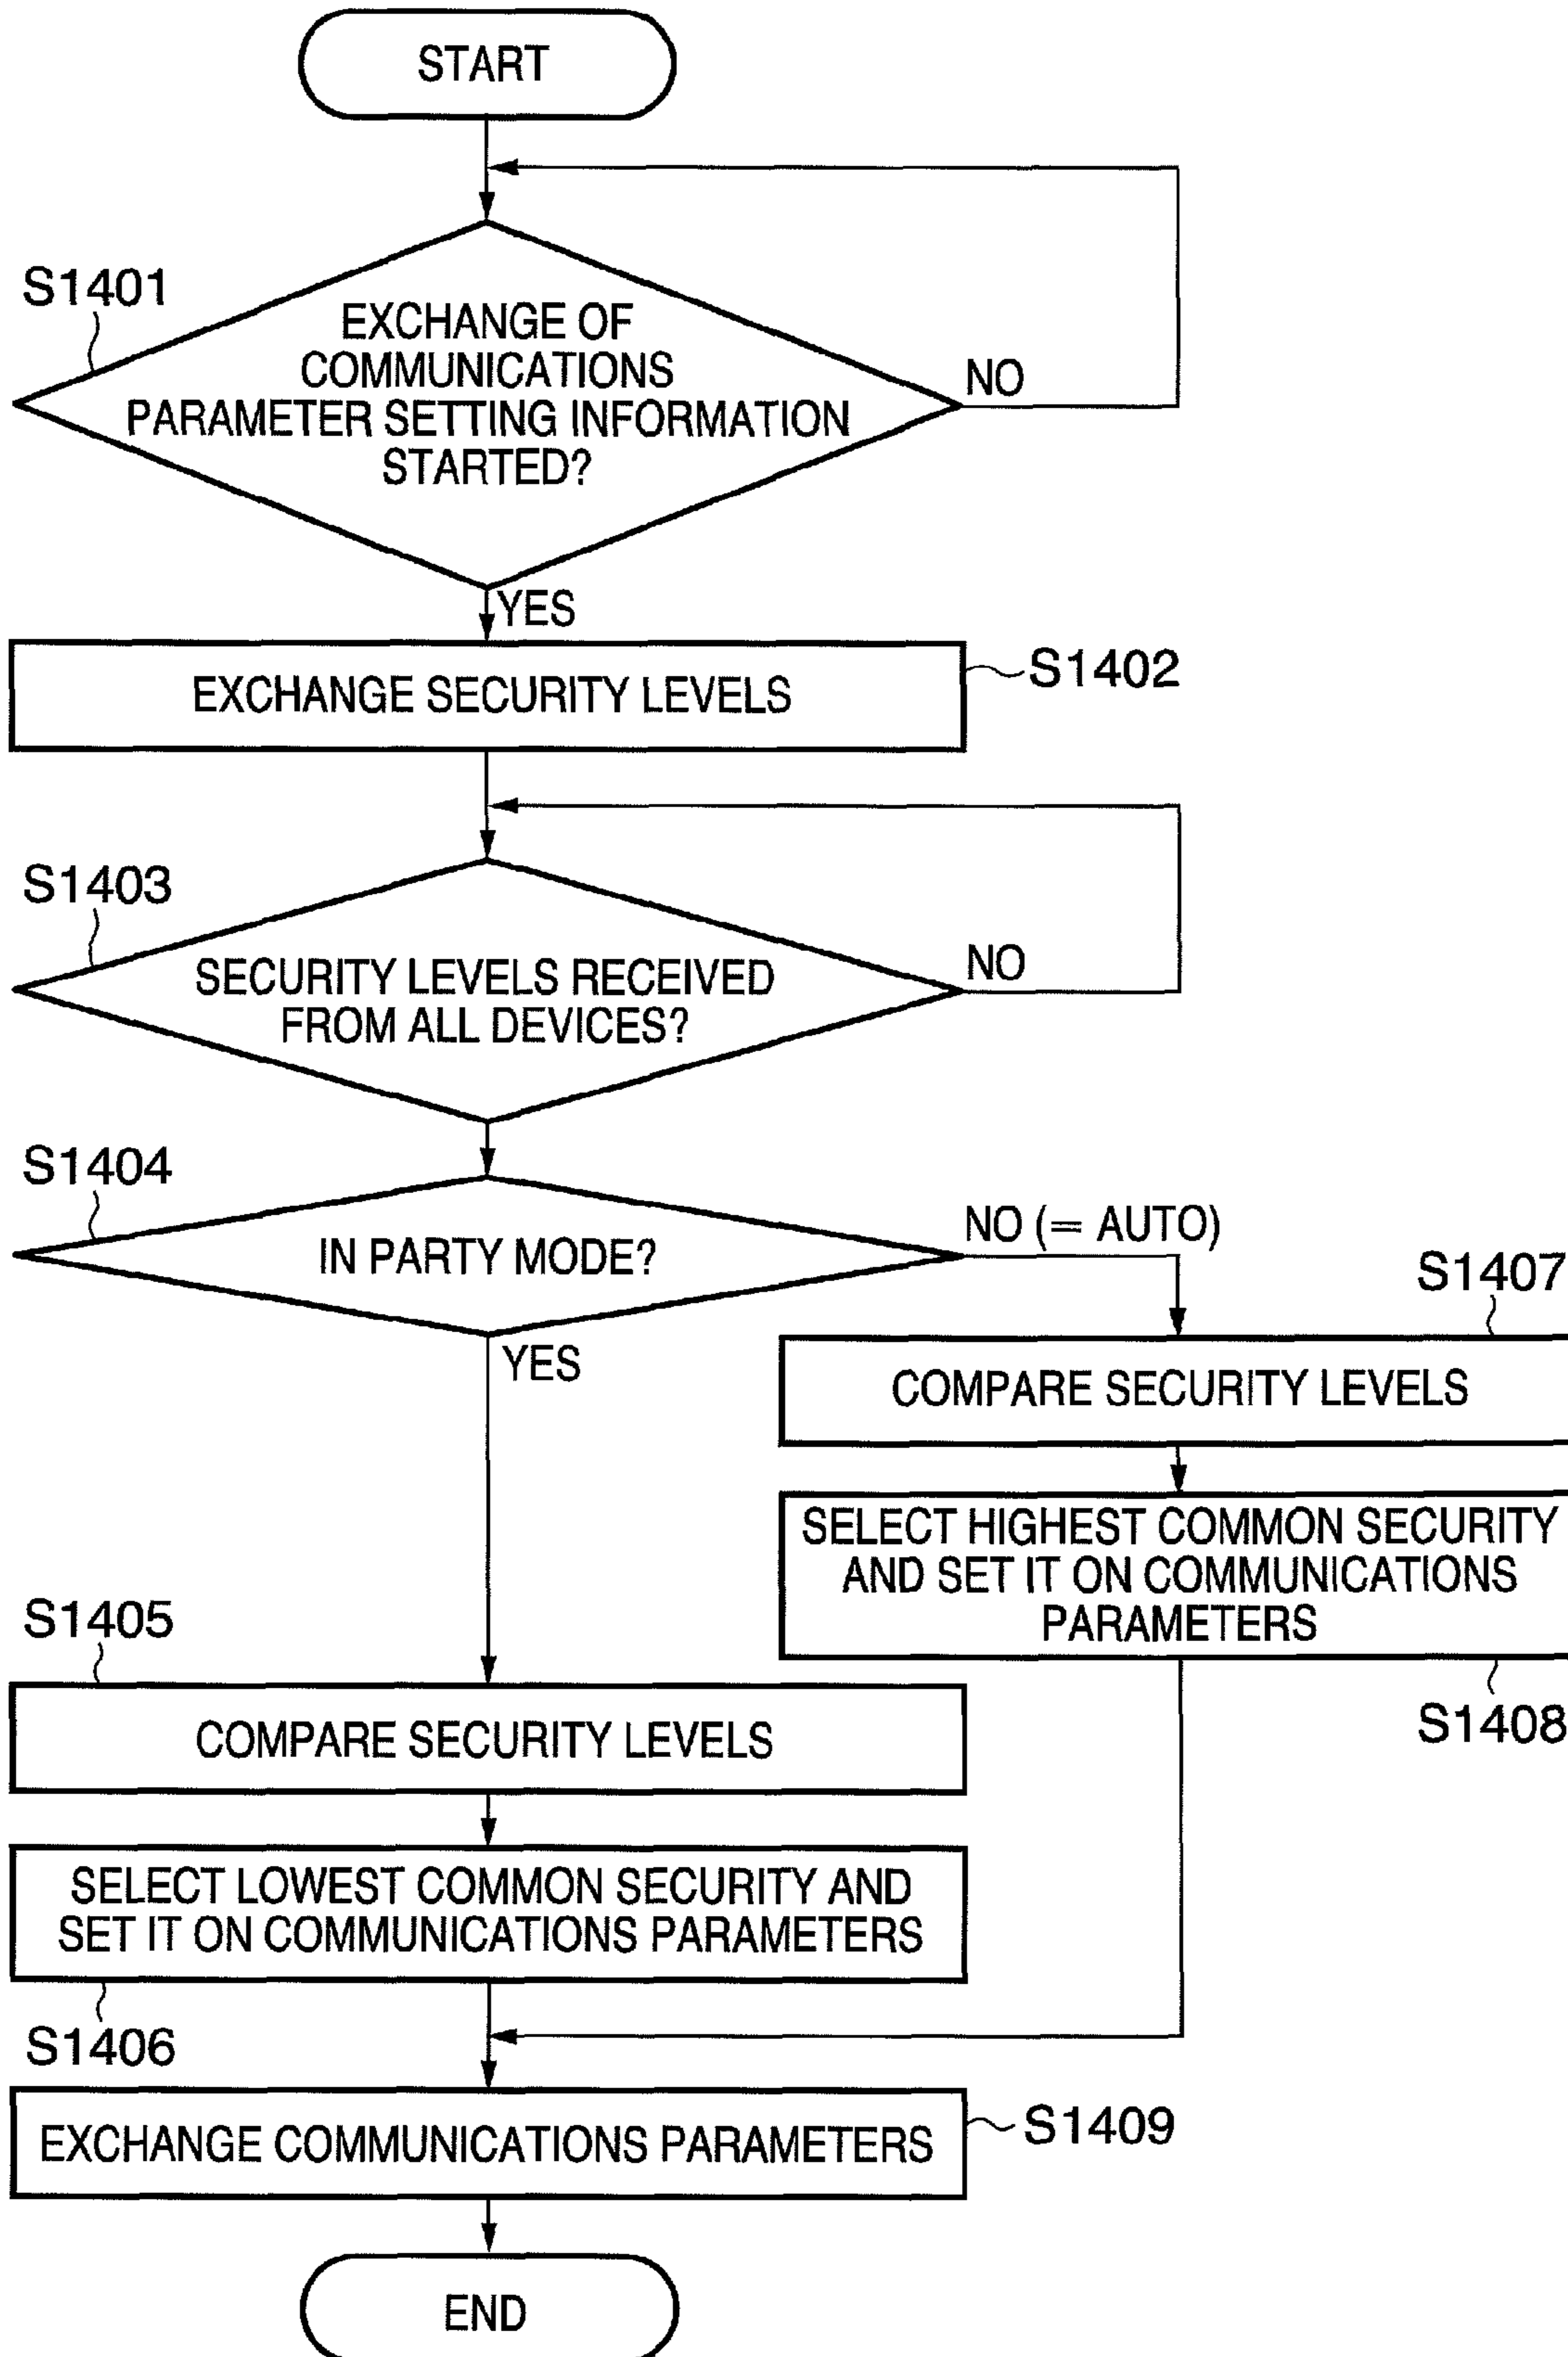 START
S1401
EXCHANGE OF
COMMUNICATIONS
PARAMETER SETTING INFORMATION
STARTED?
NO
YES
EXCHANGE SECURITY LEVELS
S1402
S1403
SECURITY LEVELS RECEIVED
FROM ALL DEVICES?
NO
S1404
IN PARTY MODE?
NO (= AUTO)
YES
S1407
COMPARE SECURITY LEVELS
SELECT HIGHEST COMMON SECURITY
AND SET IT ON COMMUNICATIONS
PARAMETERS
S1408
S1405
COMPARE SECURITY LEVELS
SELECT LOWEST COMMON SECURITY AND
SET IT ON COMMUNICATIONS PARAMETERS
S1406
EXCHANGE COMMUNICATIONS PARAMETERS
S1409
END